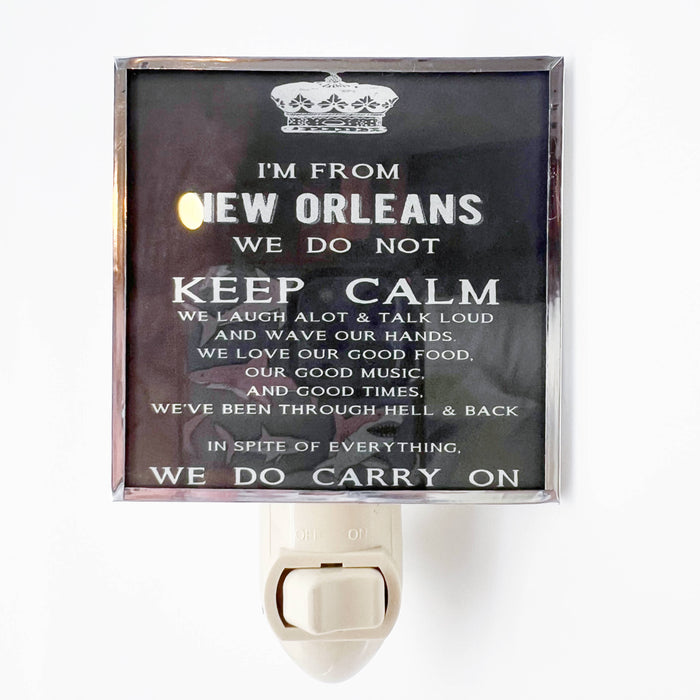 I'M FROM
NEW ORLEANS
WE DO NOT
KEEP CALM
WE LAUGH ALOT & TALK LOUD
AND WAVE OUR HANDS.
WE LOVE OUR GOOD FOOD,
OUR GOOD MUSIC,
AND GOOD TIMES,
WE'VE BEEN THROUGH HELL & BACK
IN SPITE OF EVERYTHING,
WE DO CARRY ON
OFF ON